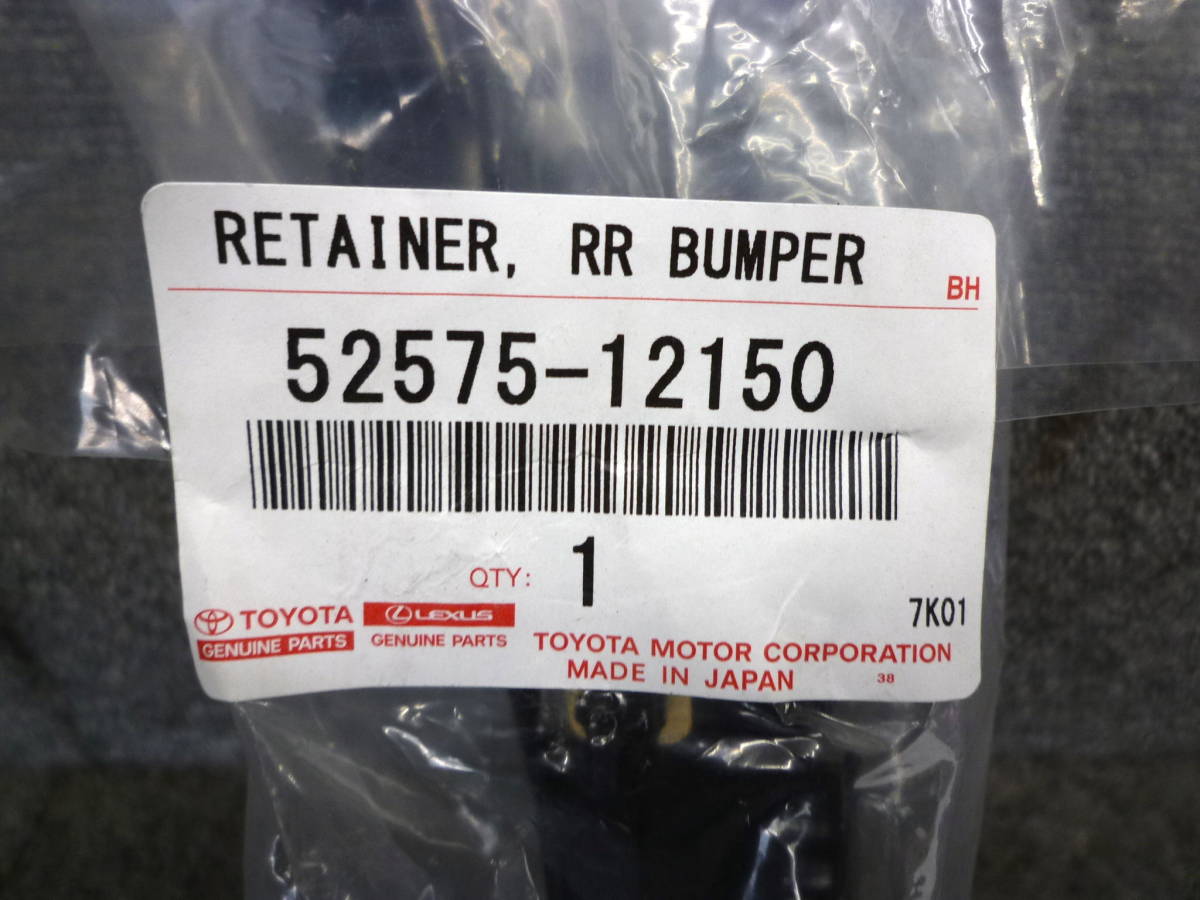 RETAINER, RR BUMPER
BH
52575-12150
QTY: 1
7K01
TOYOTA
GENUINE PARTS
LEXUS
GENUINE PARTS
TOYOTA MOTOR CORPORATION
MADE IN JAPAN
38